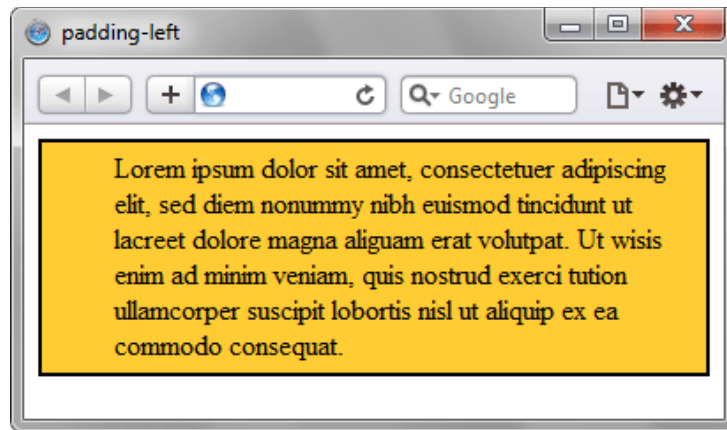 padding-left
Google
Lorem ipsum dolor sit amet, consectetuer adipiscing
elit, sed diem nonummy nibh euismod tincidunt ut
lacreet dolore magna aliguam erat volutpat. Ut wisis
enim ad minim veniam, quis nostrud exerci tution
ullamcorper suscipit lobortis nisl ut aliquip ex ea
commodo consequat.